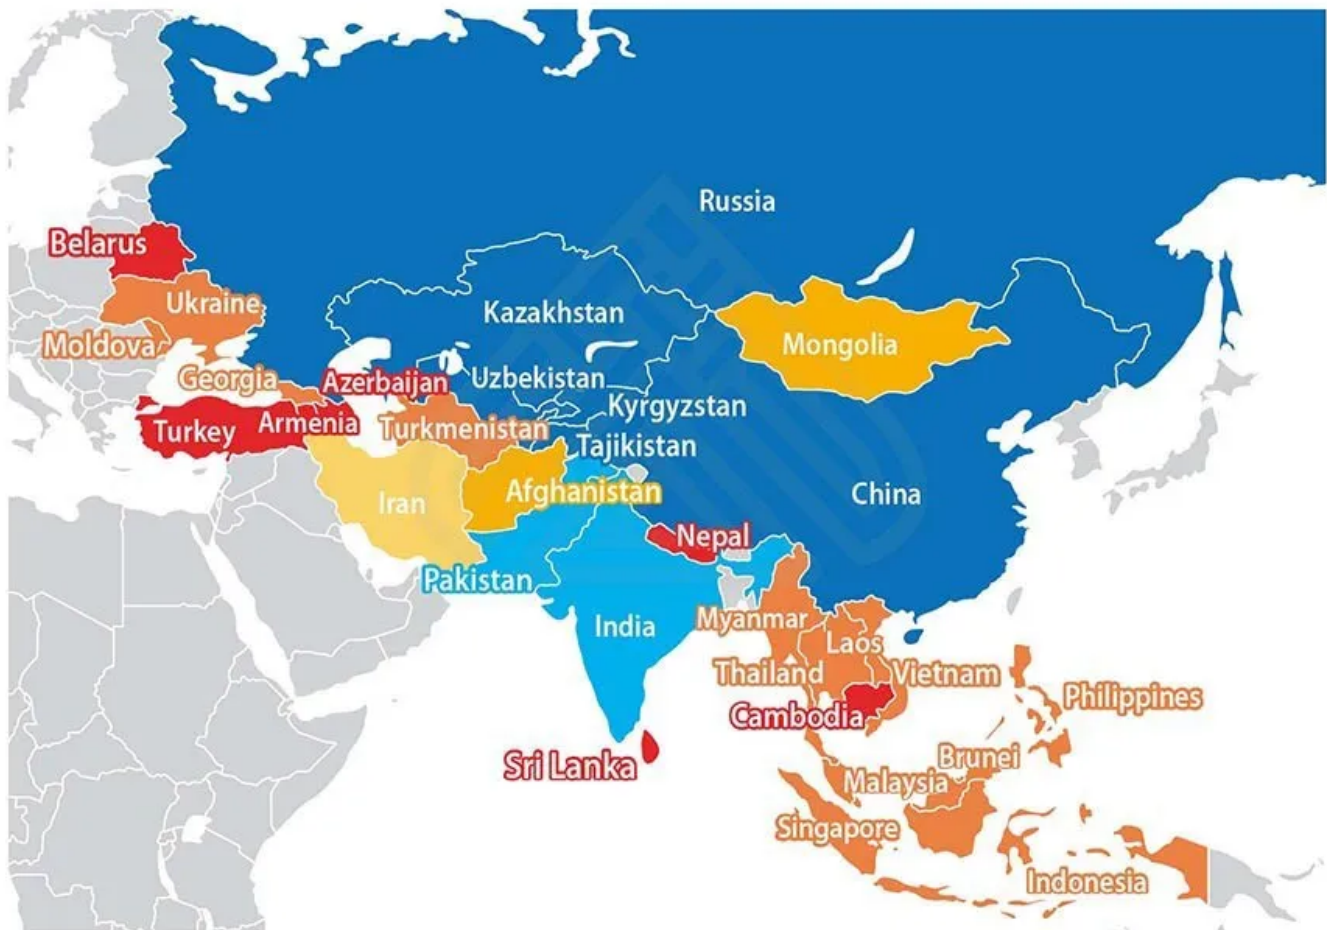 Russia
Belarus
Ukraine
Kazakhstan
Moldova
Mongolia
Georgia
Azerbaijan
Uzbekistan
Kyrgyzstan
Turkey
Armenia
Turkmenistan
Tajikistan
Iran
Afghanistan
China
Nepal
Pakistan
India
Myanmar
Laos
Thailand
Vietnam
Philippines
Cambodia
Sri Lanka
Brunei
Malaysia
Singapore
Indonesia